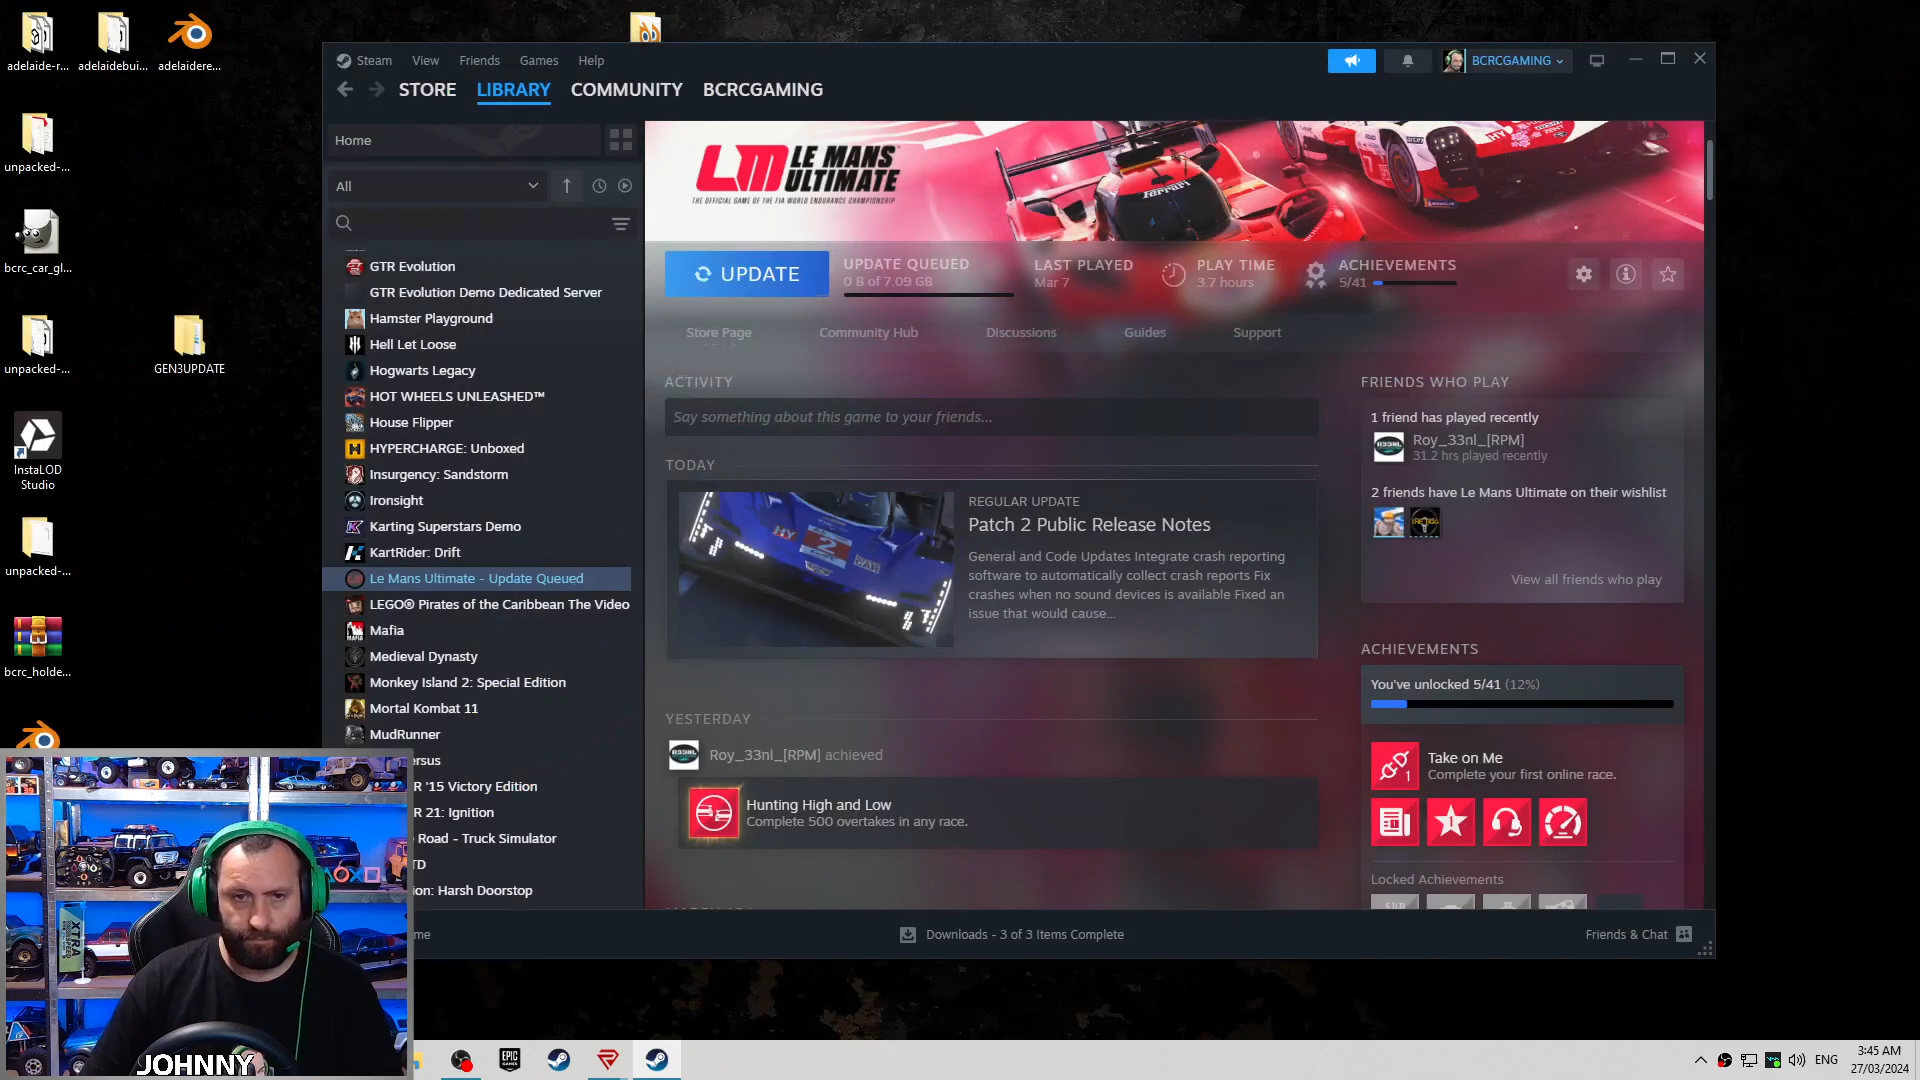 adelaide-r...
adelaidebui...
adelaidere...
unpacked-...
bcrc_car_gl...
unpacked-...
GEN3UPDATE
InstaLOD
Studio
unpacked-...
bcrc_holde...
Steam
View
Friends
Games
Help
BCRCGAMING
STORE
LIBRARY
COMMUNITY
BCRCGAMING
Home
All
GTR Evolution
GTR Evolution Demo Dedicated Server
Hamster Playground
Hell Let Loose
Hogwarts Legacy
HOT WHEELS UNLEASHED™
House Flipper
HYPERCHARGE: Unboxed
Insurgency: Sandstorm
Ironsight
Karting Superstars Demo
KartRider: Drift
Le Mans Ultimate - Update Queued
LEGO® Pirates of the Caribbean The Video
Mafia
Medieval Dynasty
Monkey Island 2: Special Edition
Mortal Kombat 11
MudRunner
ersus
R '15 Victory Edition
R 21: Ignition
Road - Truck Simulator
TD
ion: Harsh Doorstop
me
LM LE MANS
ULTIMATE
THE OFFICIAL GAME OF THE FIA WORLD ENDURANCE CHAMPIONSHIP
Ferrari
UPDATE
UPDATE QUEUED
0 B of 7.09 GB
LAST PLAYED
Mar 7
PLAY TIME
3.7 hours
ACHIEVEMENTS
5/41
Store Page
Community Hub
Discussions
Guides
Support
ACTIVITY
Say something about this game to your friends...
TODAY
REGULAR UPDATE
Patch 2 Public Release Notes
General and Code Updates Integrate crash reporting
software to automatically collect crash reports Fix
crashes when no sound devices is available Fixed an
issue that would cause...
HY
2
YESTERDAY
Roy_33nl_[RPM] achieved
Hunting High and Low
Complete 500 overtakes in any race.
FRIENDS WHO PLAY
1 friend has played recently
Roy_33nl_[RPM]
31.2 hrs played recently
2 friends have Le Mans Ultimate on their wishlist
View all friends who play
ACHIEVEMENTS
You've unlocked 5/41 (12%)
Take on Me
Complete your first online race.
Locked Achievements
Downloads - 3 of 3 Items Complete
Friends & Chat
XTRA
SPEED
JOHNNY
EPIC
GAMES
ENG
3:45 AM
27/03/2024